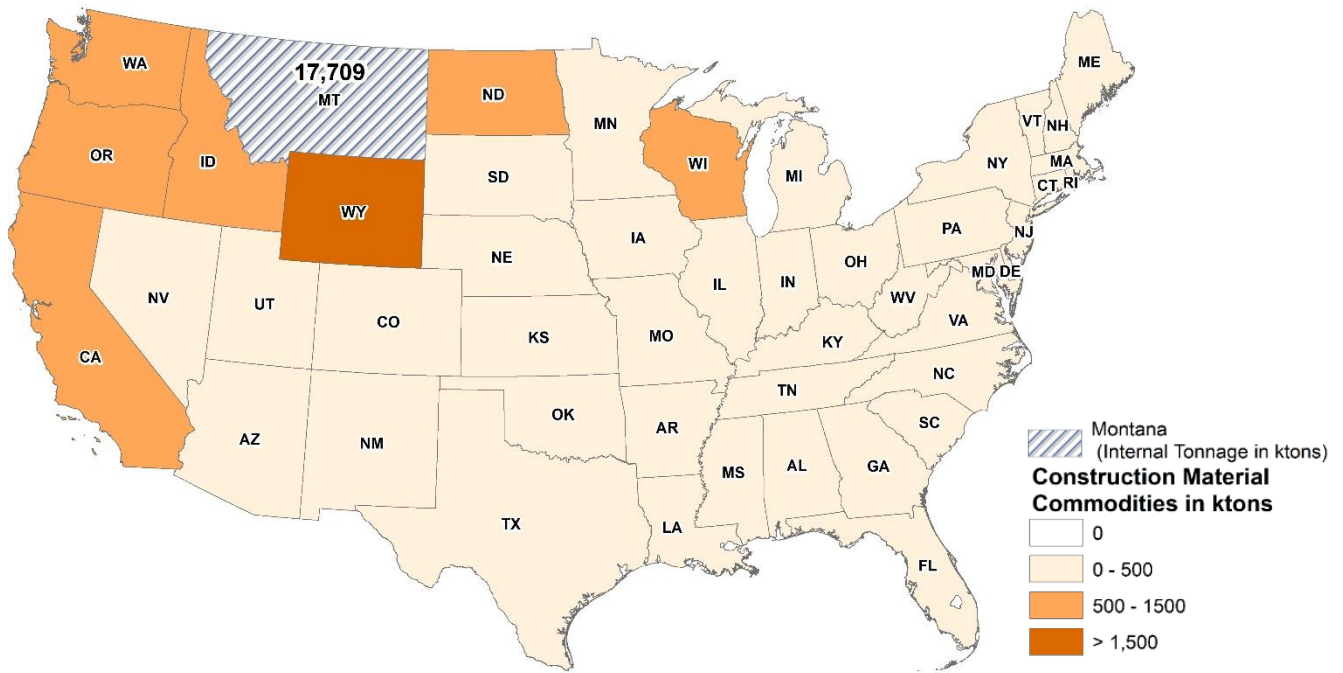 WA
17,709
MT
ND
MN
ME
VT
NH
OR
ID
WI
SD
MI
NY
MA
CT
RI
WY
IA
NE
PA
NJ
OH
MD
DE
NV
UT
CO
IL
IN
WV
VA
KS
MO
KY
CA
NC
TN
OK
AR
SC
AZ
NM
MS
AL
GA
TX
LA
FL
Montana
(Internal Tonnage in ktons)
Construction Material
Commodities in ktons
0
0 - 500
500 - 1500
> 1,500